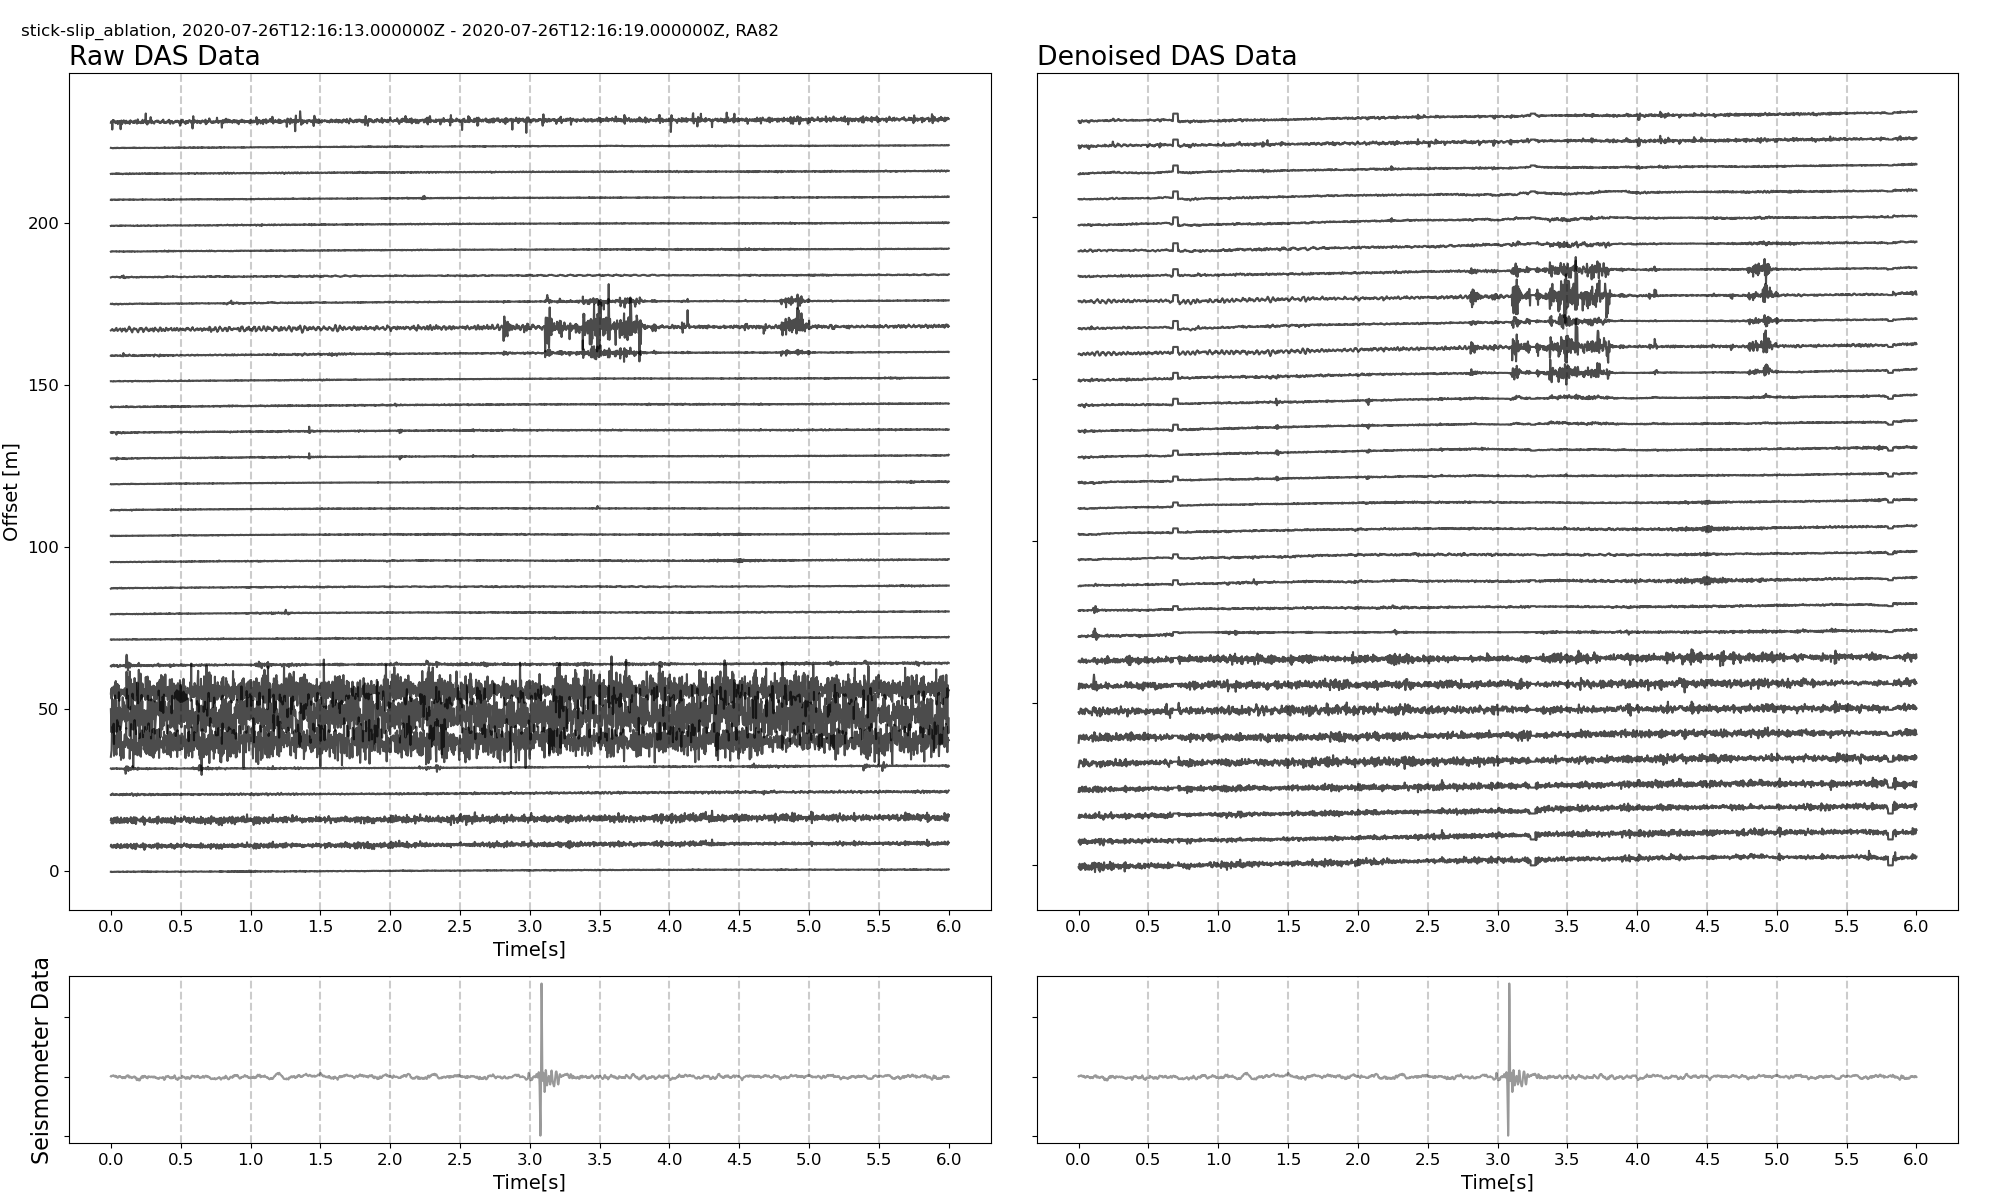 stick-slip_ablation, 2020-07-26T12:16:13.000000Z - 2020-07-26T12:16:19.000000Z, RA82
Raw DAS Data
Denoised DAS Data
Offset [m]
200
150
100
50
0
0.0 0.5 1.0 1.5 2.0 2.5 3.0 3.5 4.0 4.5 5.0 5.5 6.0
Time[s]
0.0 0.5 1.0 1.5 2.0 2.5 3.0 3.5 4.0 4.5 5.0 5.5 6.0
Seismometer Data
0.0 0.5 1.0 1.5 2.0 2.5 3.0 3.5 4.0 4.5 5.0 5.5 6.0
Time[s]
0.0 0.5 1.0 1.5 2.0 2.5 3.0 3.5 4.0 4.5 5.0 5.5 6.0
Time[s]